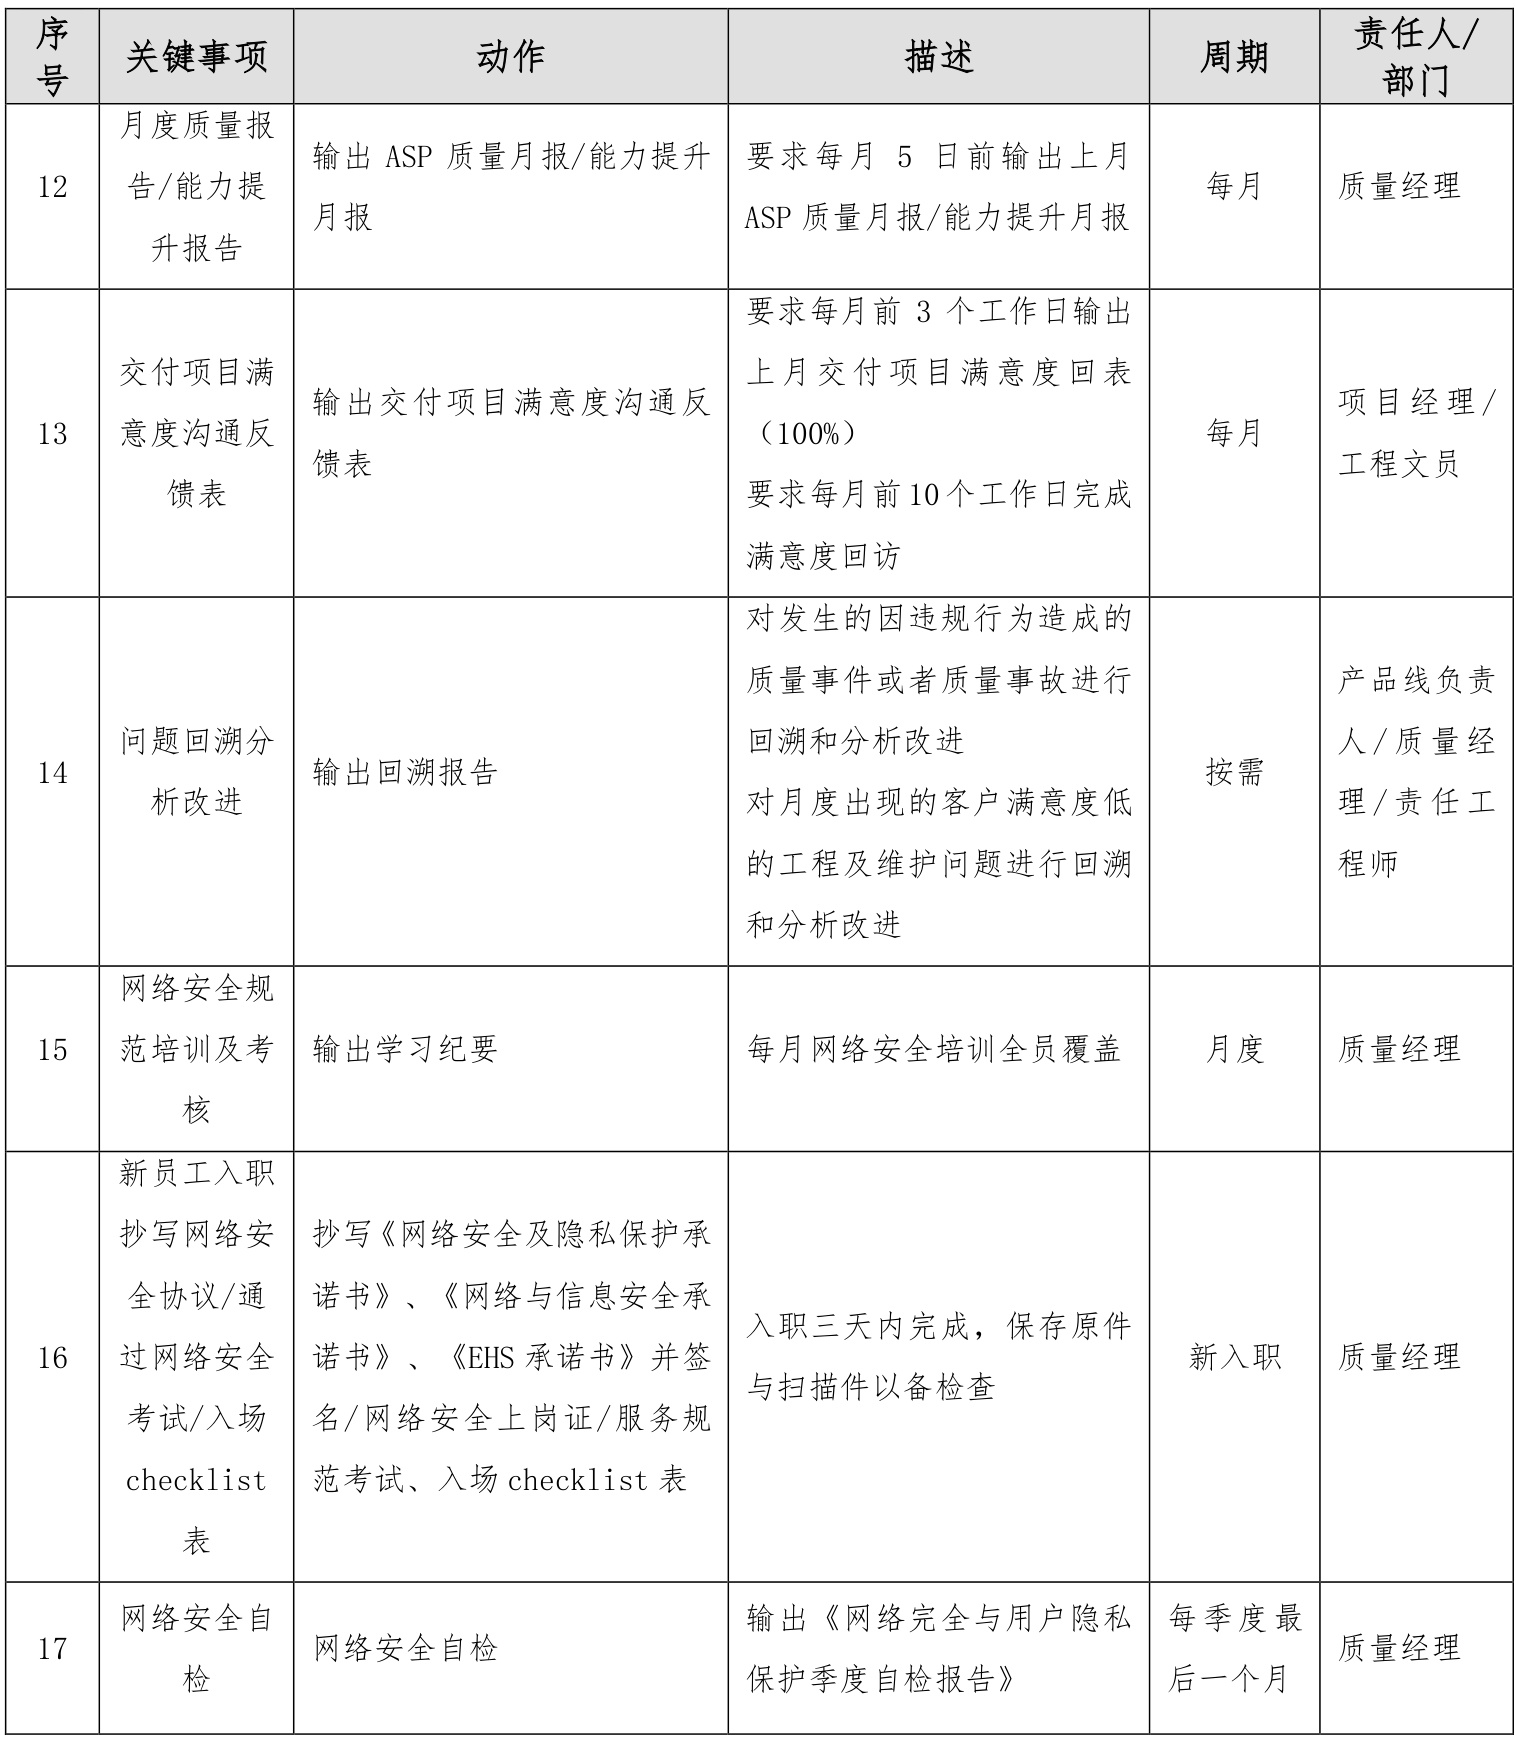 序号
关键事项
动作
描述
周期
责任人/
部门
12
月度质量报
告/能力提
升报告
输出 ASP 质量月报/能力提升
月报
要求每月 5 日前输出上月
ASP 质量月报/能力提升月报
每月
质量经理
13
交付项目满
意度沟通反
馈表
输出交付项目满意度沟通反
馈表
要求每月前 3 个工作日输出
上月交付项目满意度回表
（100%）
要求每月前 10 个工作日完成
满意度回访
每月
项目经理/
工程文员
14
问题回溯分
析改进
输出回溯报告
对发生的因违规行为造成的
质量事件或者质量事故进行
回溯和分析改进
对月度出现的客户满意度低
的工程及维护问题进行回溯
和分析改进
按需
产品线负责
人/质量经
理/责任工
程师
15
网络安全规
范培训及考
核
输出学习纪要
每月网络安全培训全员覆盖
月度
质量经理
16
新员工入职
抄写网络安
全协议/通
过网络安全
考试/入场
checklist
表
抄写《网络安全及隐私保护承
诺书》、《网络与信息安全承
诺书》、《EHS 承诺书》并签
名/网络安全上岗证/服务规
范考试、入场 checklist 表
入职三天内完成，保存原件
与扫描件以备检查
新入职
质量经理
17
网络安全自
检
网络安全自检
输出《网络完全与用户隐私
保护季度自检报告》
每季度最
后一个月
质量经理